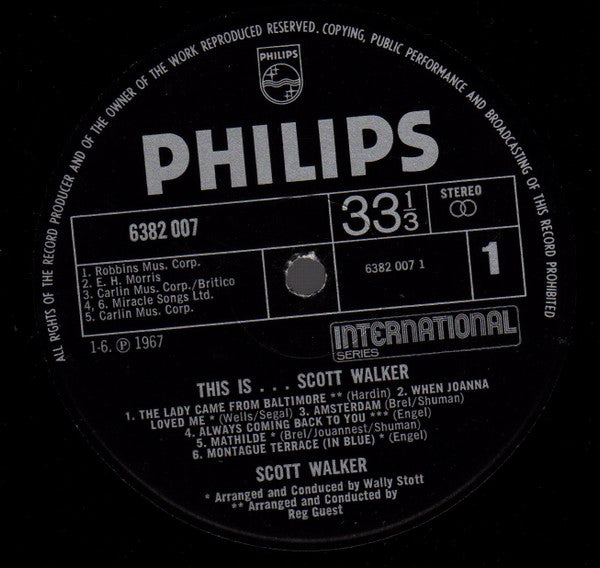 ALL RIGHTS OF THE RECORD PRODUCER AND OF THE OWNER OF THE WORK REPRODUCED RESERVED. COPYING, PUBLIC PERFORMANCE AND BROADCASTING OF THIS RECORD PROHIBITED
PHILIPS
PHILIPS
6382 007
33 1/3
STEREO
1. Robbins Mus. Corp.
2. E. H. Morris
3. Carlin Mus. Corp./Britico
4. 6. Miracle Songs Ltd.
5. Carlin Mus. Corp.
6382 007 1
1
1-6. Ⓟ 1967
INTERNATIONAL
SERIES
THIS IS . . . SCOTT WALKER
1. THE LADY CAME FROM BALTIMORE ** (Hardin) 2. WHEN JOANNA
LOVED ME * (Wells/Segal) 3. AMSTERDAM (Brel/Shuman)
4. ALWAYS COMING BACK TO YOU *** (Engel)
5. MATHILDE * (Brel/Jouannest/Shuman)
6. MONTAGUE TERRACE (IN BLUE) * (Engel)
SCOTT WALKER
* Arranged and Conduced by Wally Stott
** Arranged and Conducted by
Reg Guest